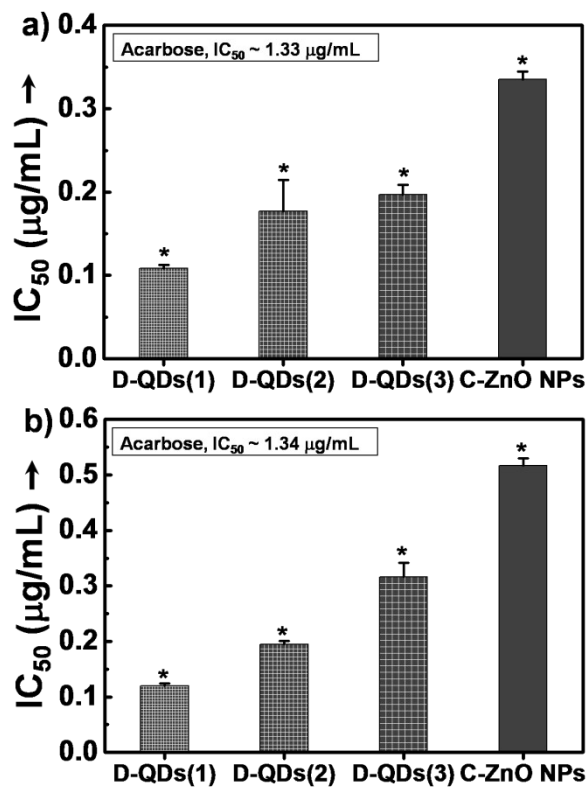 a)
Acarbose, IC₅₀ ~ 1.33 μg/mL
IC₅₀ (μg/mL) →
0.4
0.3
0.2
0.1
0.0
*
*
*
*
D-QDs(1) D-QDs(2) D-QDs(3) C-ZnO NPs
b)
Acarbose, IC₅₀ ~ 1.34 μg/mL
IC₅₀ (μg/mL) →
0.6
0.5
0.4
0.3
0.2
0.1
0.0
*
*
*
*
D-QDs(1) D-QDs(2) D-QDs(3) C-ZnO NPs